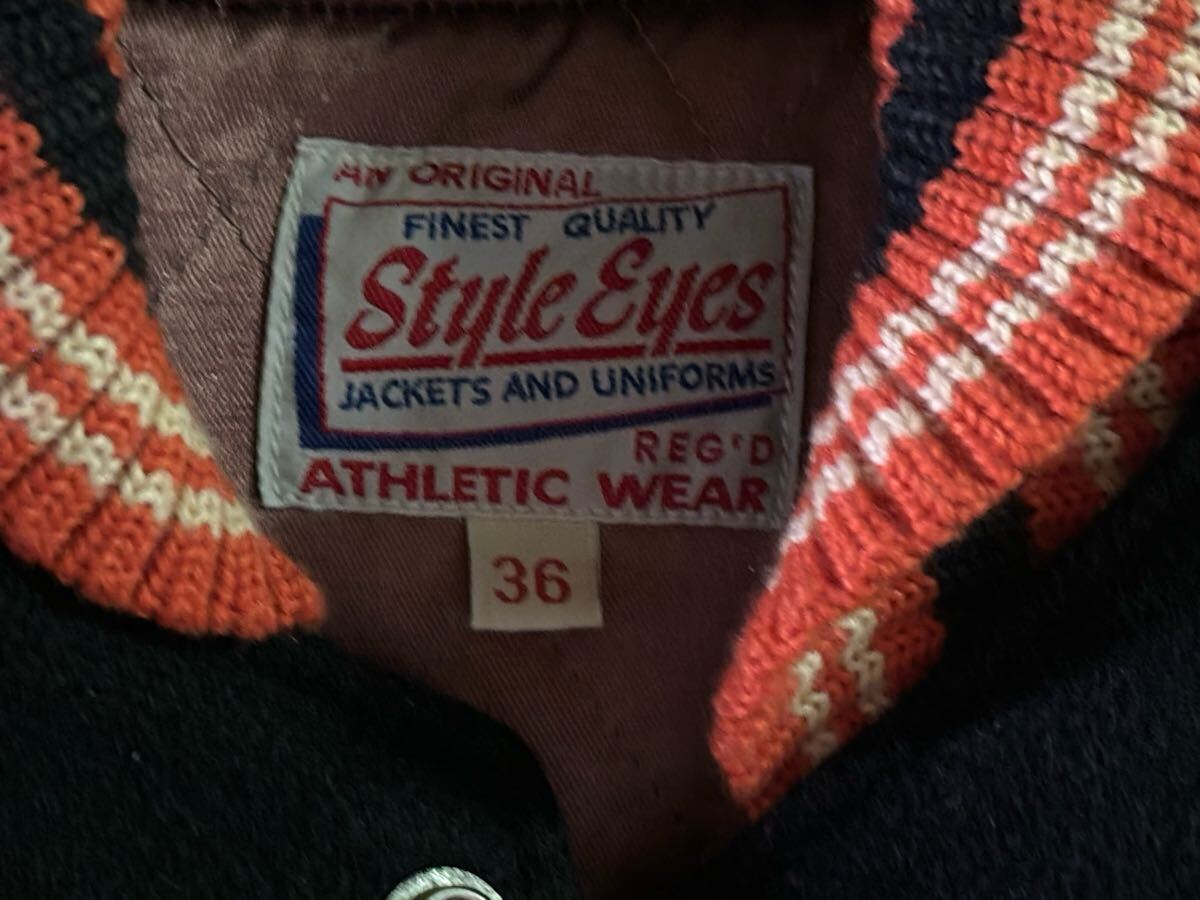 AN ORIGINAL
FINEST QUALITY
Style Eyes
JACKETS AND UNIFORMS
REG'D
ATHLETIC WEAR
36